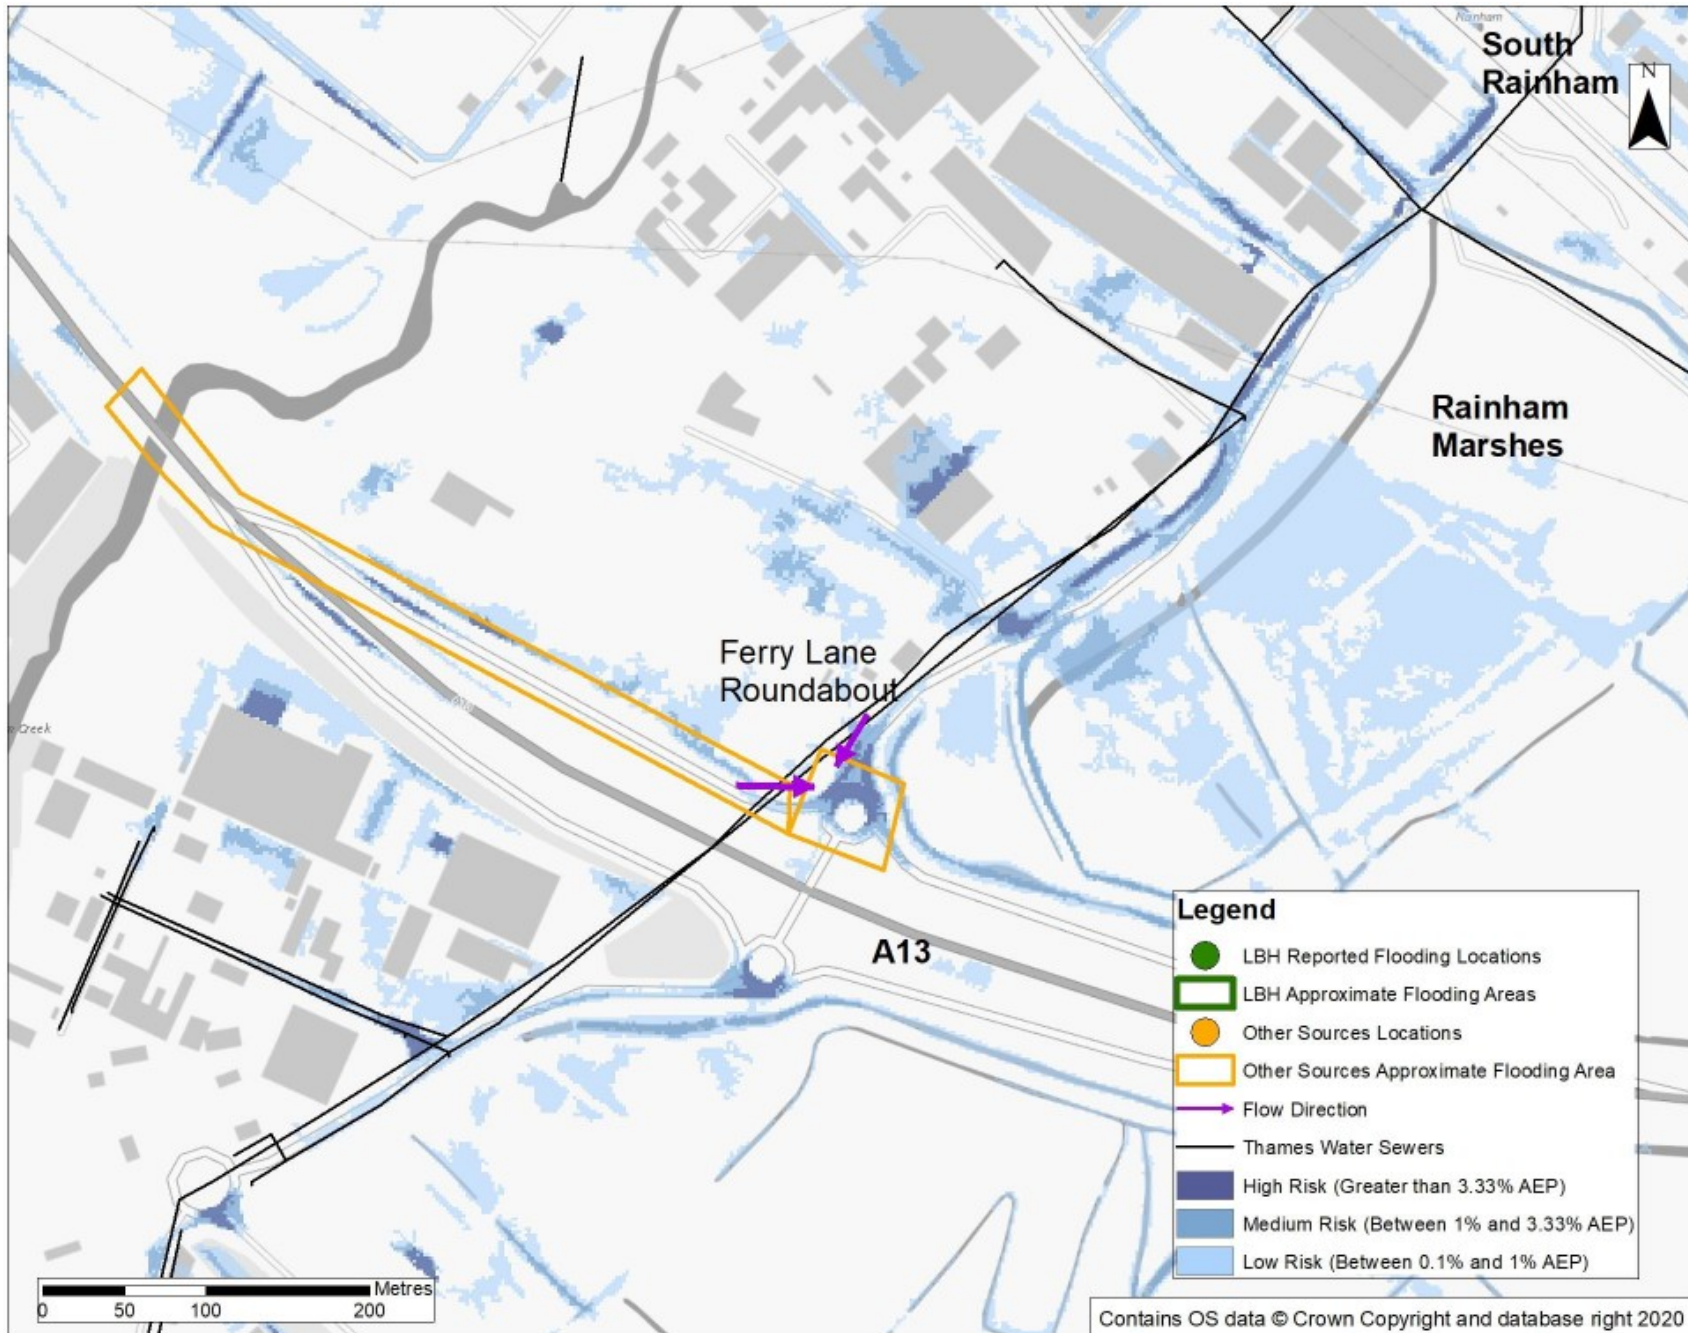 Rainham
South
Rainham
N
Rainham
Marshes
Ferry Lane
Roundabout
Creek
A13
Legend
LBH Reported Flooding Locations
LBH Approximate Flooding Areas
Other Sources Locations
Other Sources Approximate Flooding Area
Flow Direction
Thames Water Sewers
High Risk (Greater than 3.33% AEP)
Medium Risk (Between 1% and 3.33% AEP)
Low Risk (Between 0.1% and 1% AEP)
Metres
0 50 100 200
Contains OS data © Crown Copyright and database right 2020